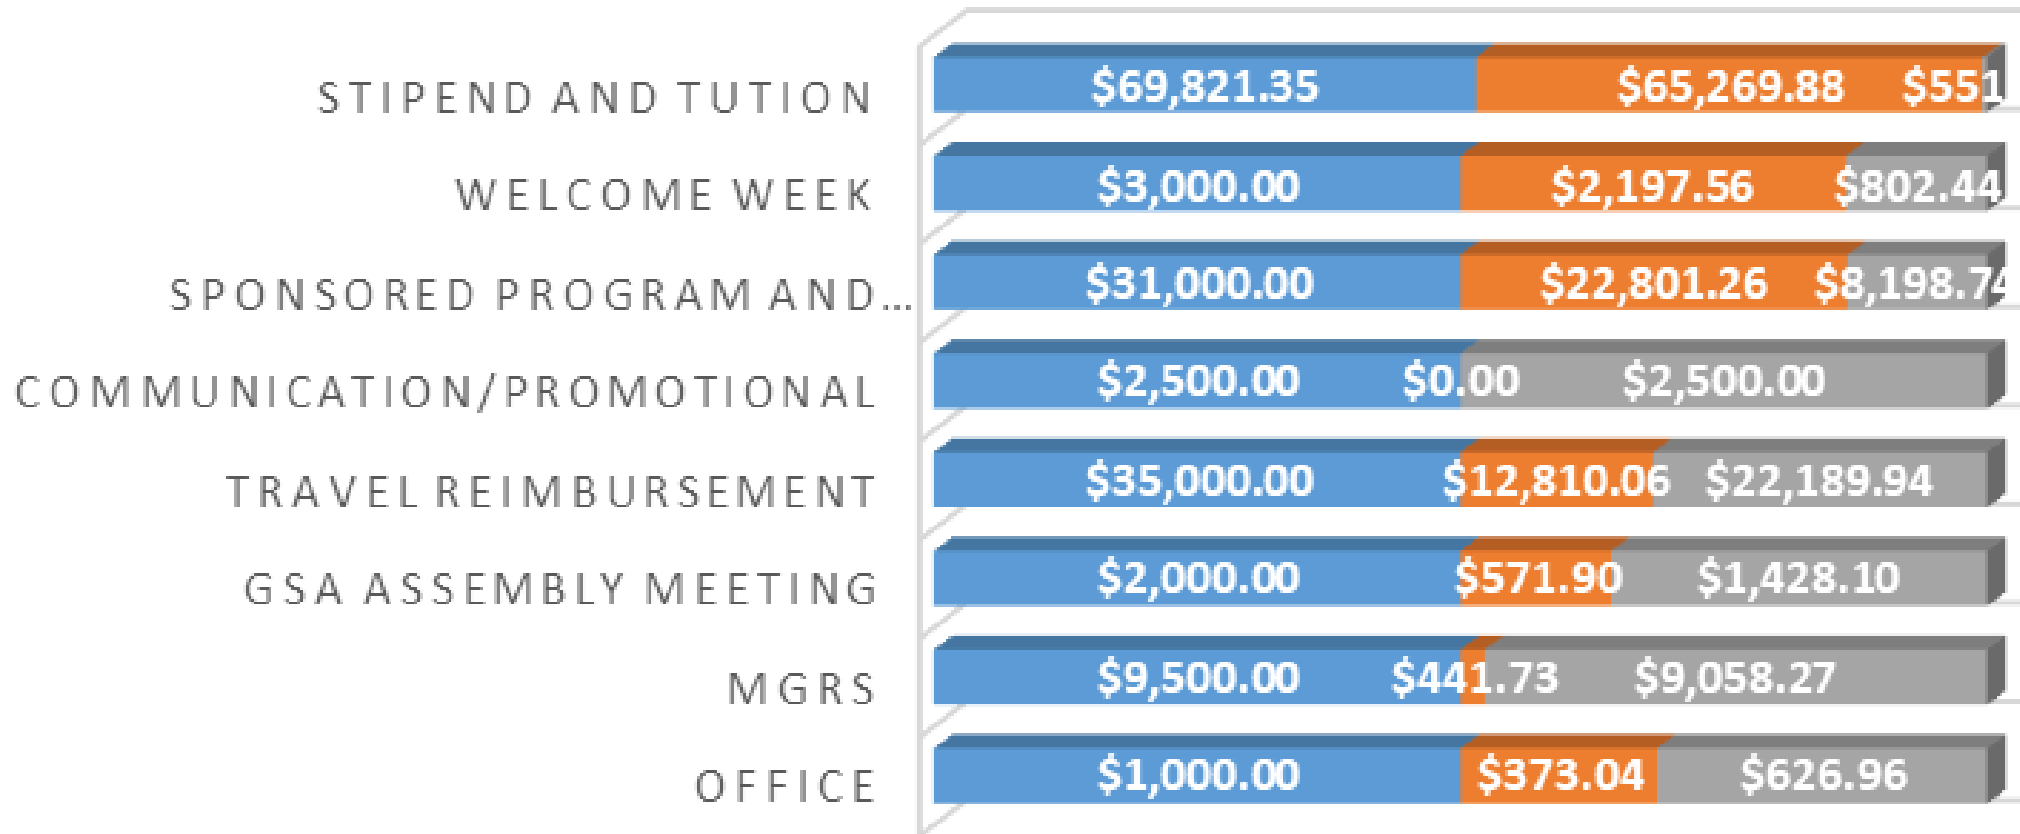 STIPEND AND TUTION $69,821.35 $65,269.88 $551
WELCOME WEEK $3,000.00 $2,197.56 $802.44
SPONSORED PROGRAM AND... $31,000.00 $22,801.26 $8,198.74
COMMUNICATION/PROMOTIONAL $2,500.00 $0.00 $2,500.00
TRAVEL REIMBURSEMENT $35,000.00 $12,810.06 $22,189.94
GSA ASSEMBLY MEETING $2,000.00 $571.90 $1,428.10
MGRS $9,500.00 $441.73 $9,058.27
OFFICE $1,000.00 $373.04 $626.96